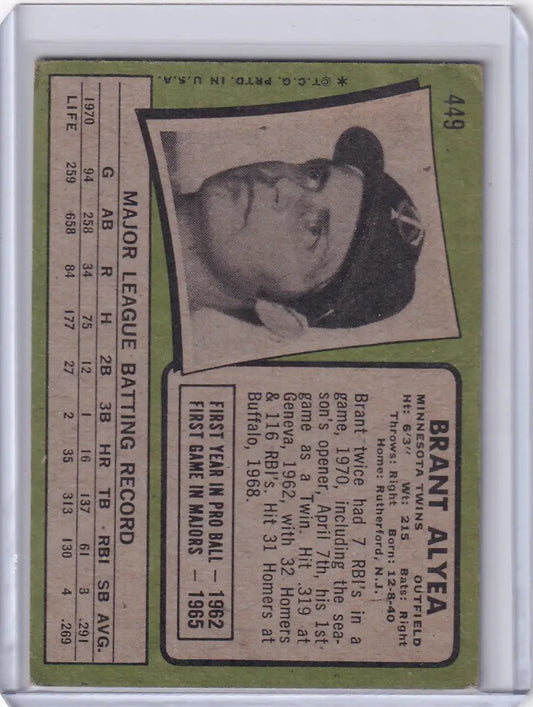 449
BRANT ALYEA
MINNESOTA TWINS OUTFIELD
Ht: 6'3" Wt: 215 Bats: Right
Throws: Right Born: 12-8-40
Home: Rutherford, N.J.
Brant twice had 7 RBI's in a
game, 1970, including the sea-
son's opener, April 7th, his 1st
game as a Twin. Hit .319 at
Geneva, 1962, with 32 Homers
& 116 RBI's. Hit 31 Homers at
Buffalo, 1968.
FIRST YEAR IN PRO BALL — 1962
FIRST GAME IN MAJORS — 1965
MAJOR LEAGUE BATTING RECORD
G AB R H 2B 3B HR TB RBI SB AVG.
1970 94 258 34 75 12 1 16 137 61 3 .291
LIFE 259 658 84 177 27 2 35 313 130 4 .269
* © T.C.G. PRTD. IN U.S.A.